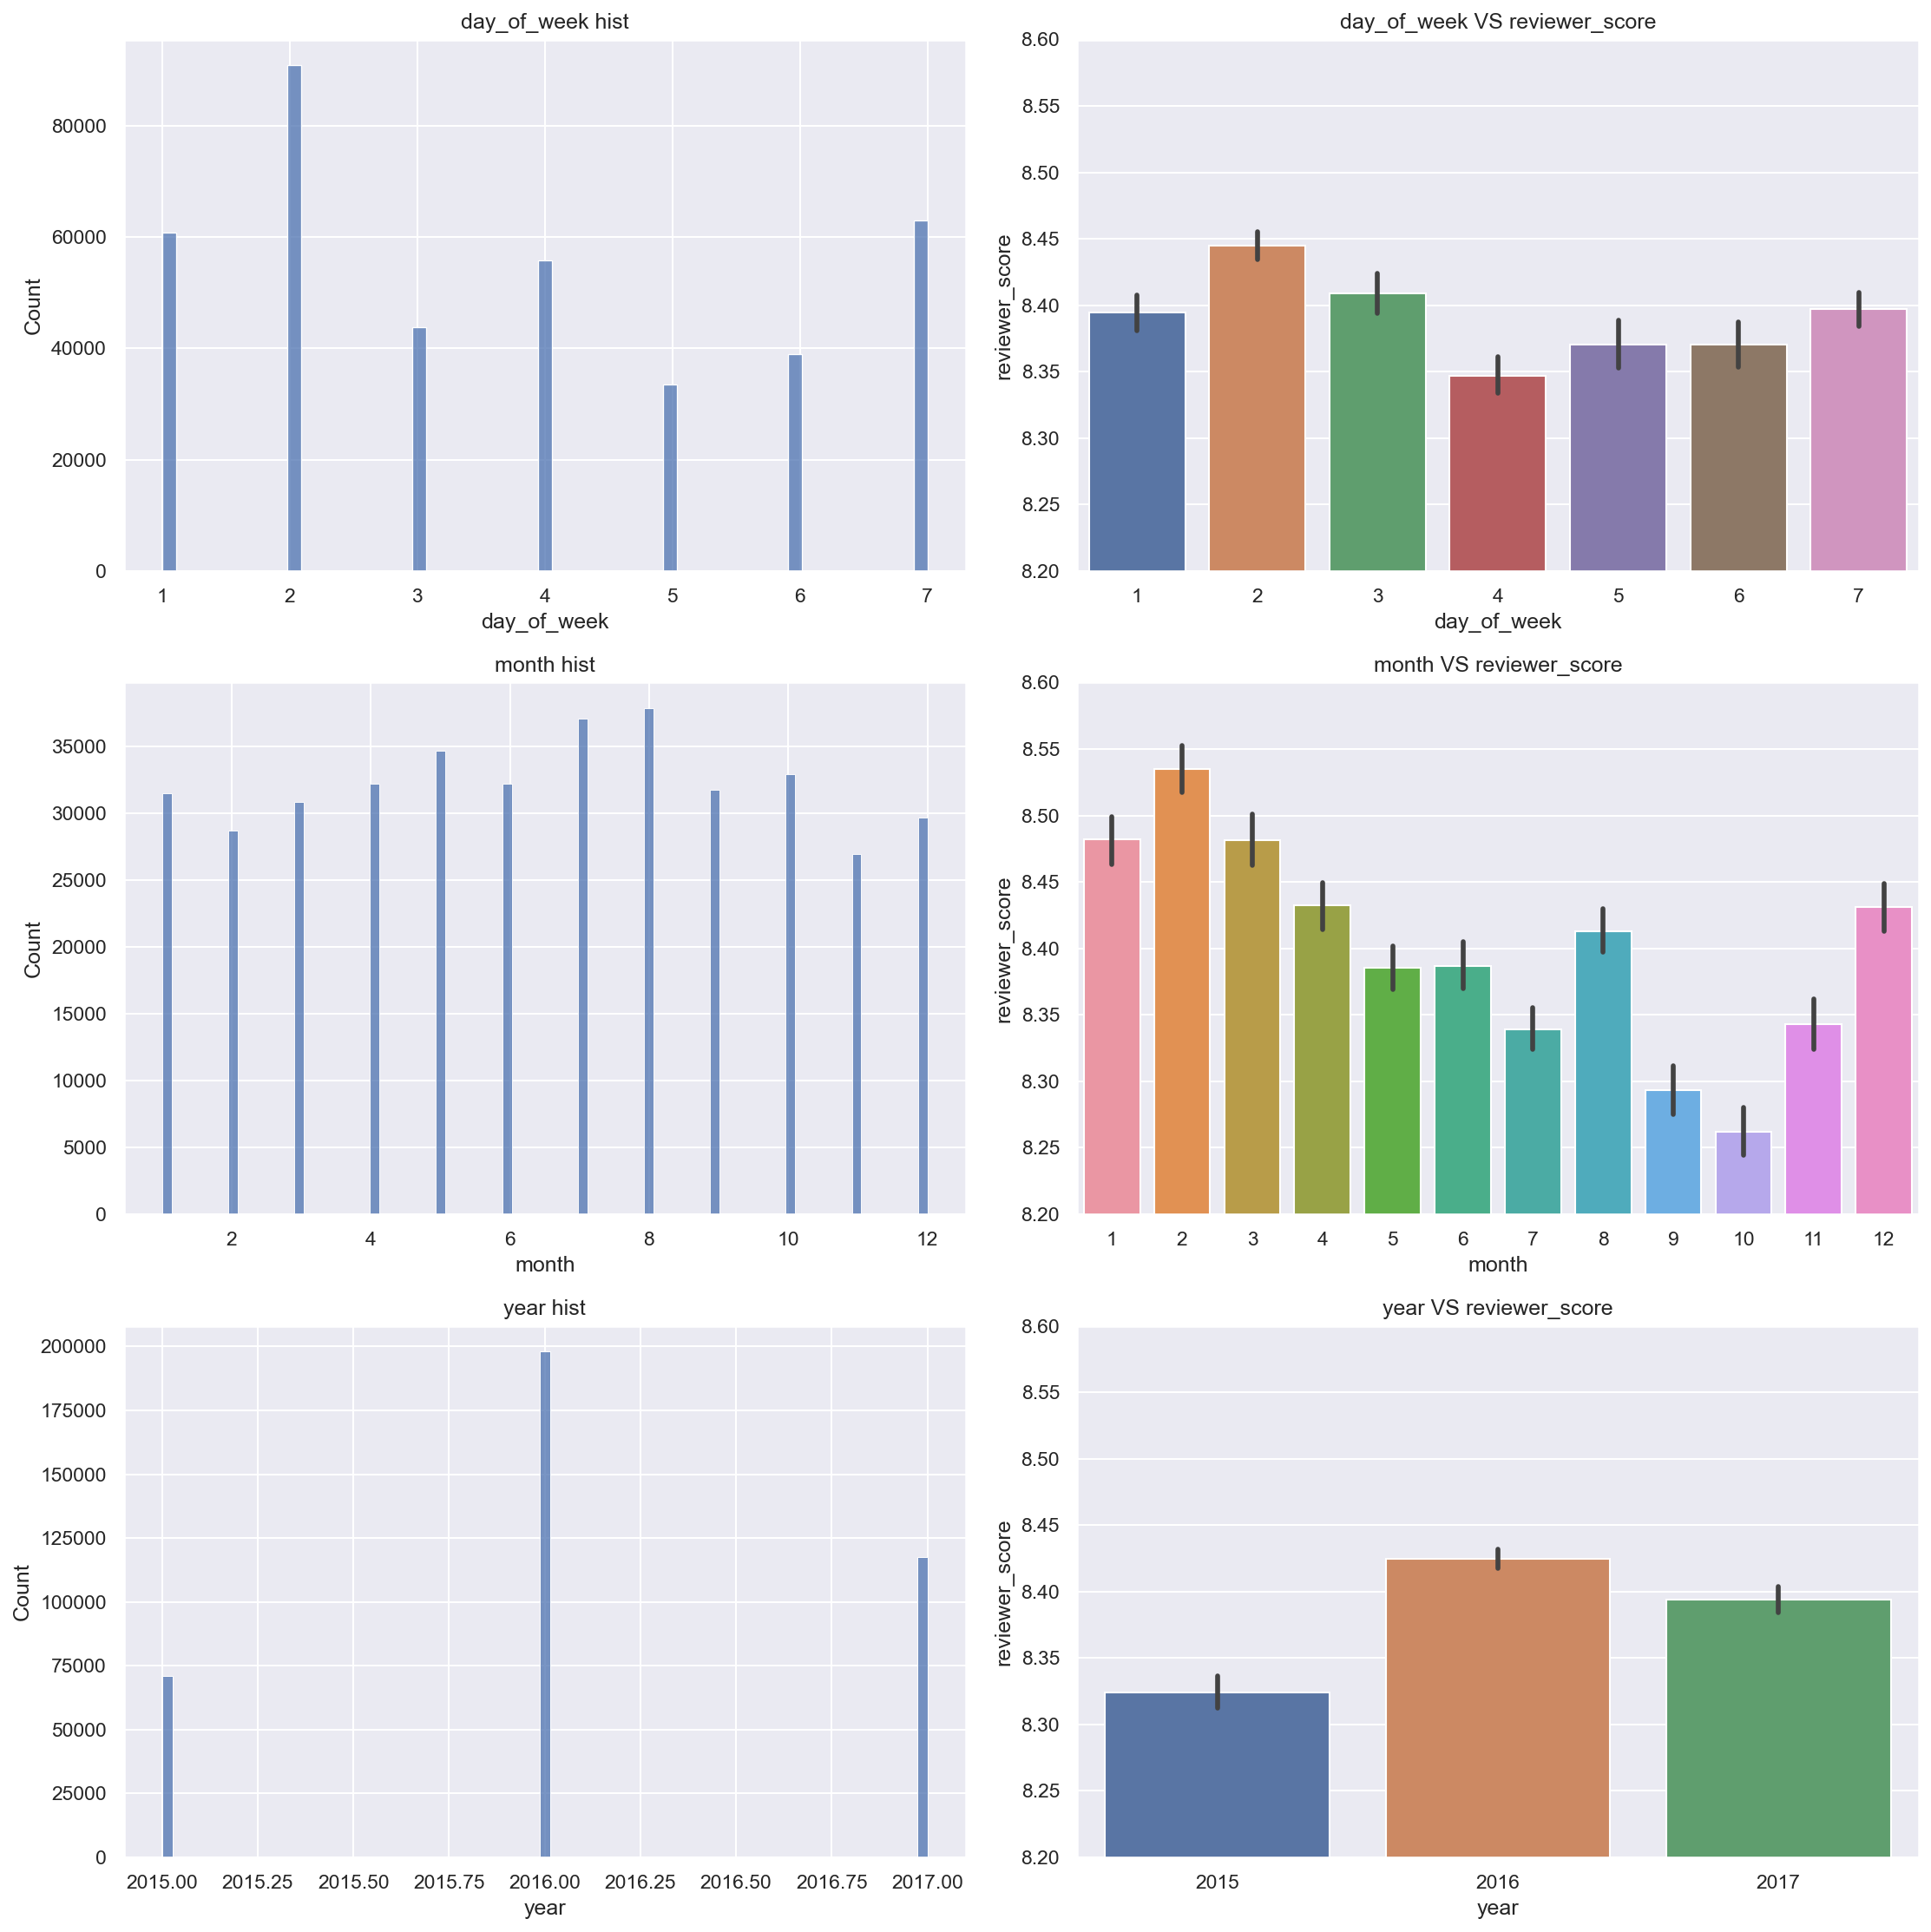 day_of_week hist
80000
60000
40000
20000
0
Count
1 2 3 4 5 6 7
day_of_week
day_of_week VS reviewer_score
8.60
8.55
8.50
8.45
8.40
8.35
8.30
8.25
8.20
reviewer_score
1 2 3 4 5 6 7
day_of_week
month hist
35000
30000
25000
20000
15000
10000
5000
0
Count
2 4 6 8 10 12
month
month VS reviewer_score
8.60
8.55
8.50
8.45
8.40
8.35
8.30
8.25
8.20
reviewer_score
1 2 3 4 5 6 7 8 9 10 11 12
month
year hist
200000
175000
150000
125000
100000
75000
50000
25000
0
Count
2015.00 2015.25 2015.50 2015.75 2016.00 2016.25 2016.50 2016.75 2017.00
year
year VS reviewer_score
8.60
8.55
8.50
8.45
8.40
8.35
8.30
8.25
8.20
reviewer_score
2015 2016 2017
year